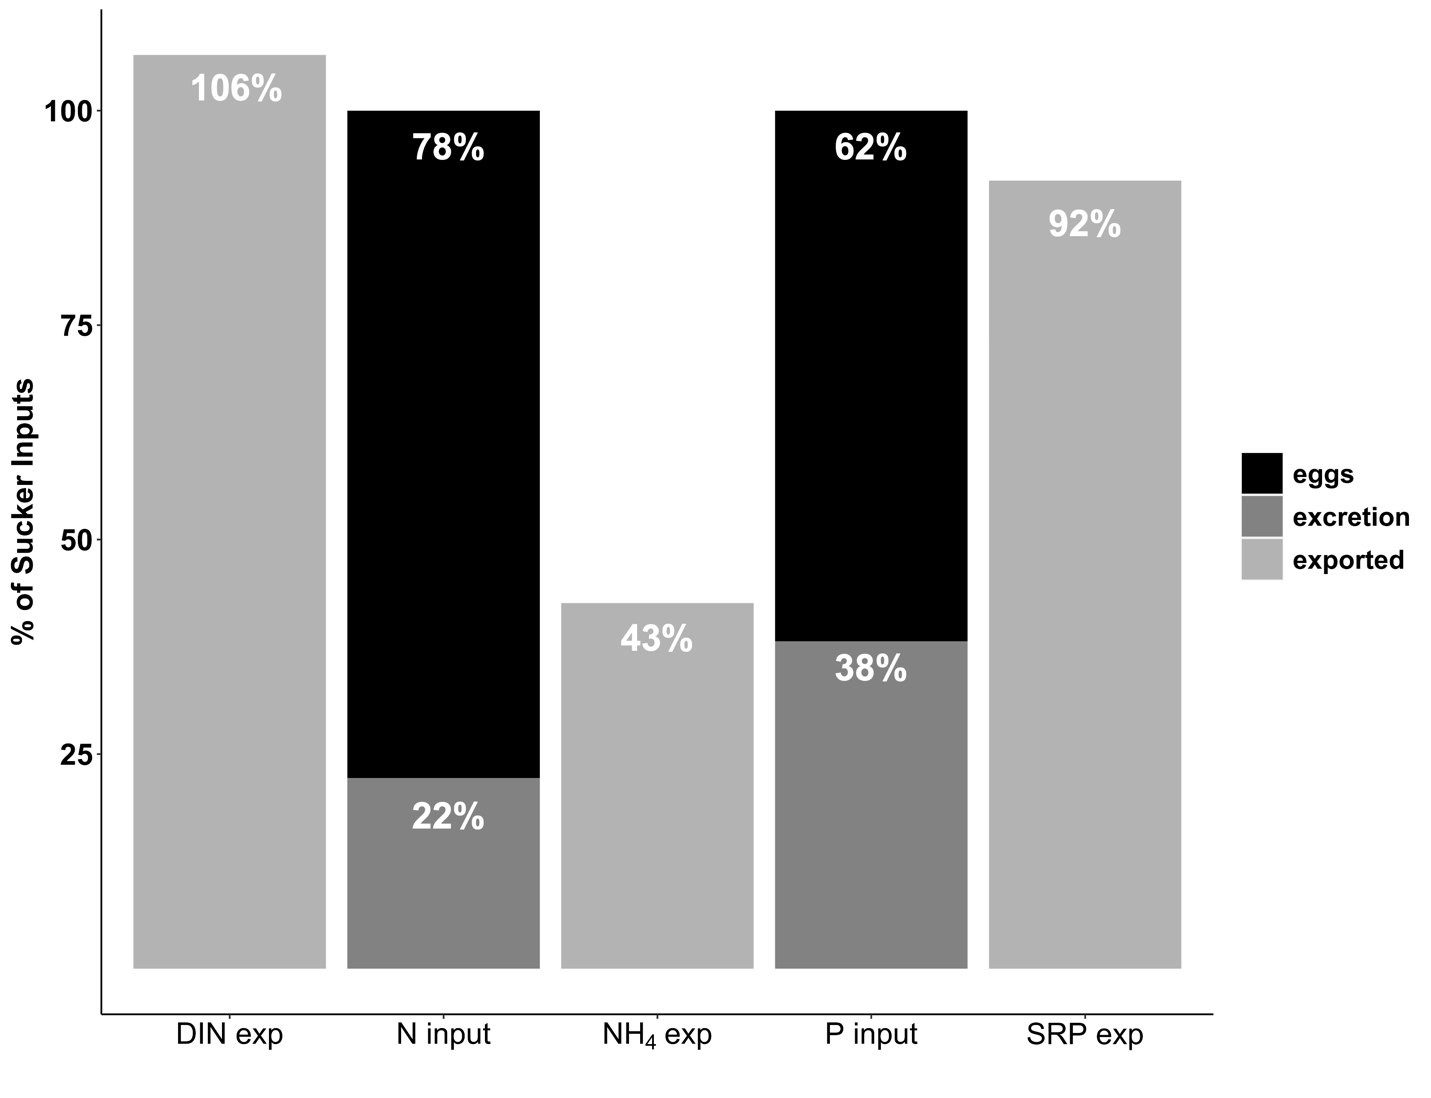 106%
100
78%
62%
92%
75
% of Sucker Inputs
eggs
50
excretion
exported
43%
38%
25
22%
DIN exp
N input
NH₄ exp
P input
SRP exp